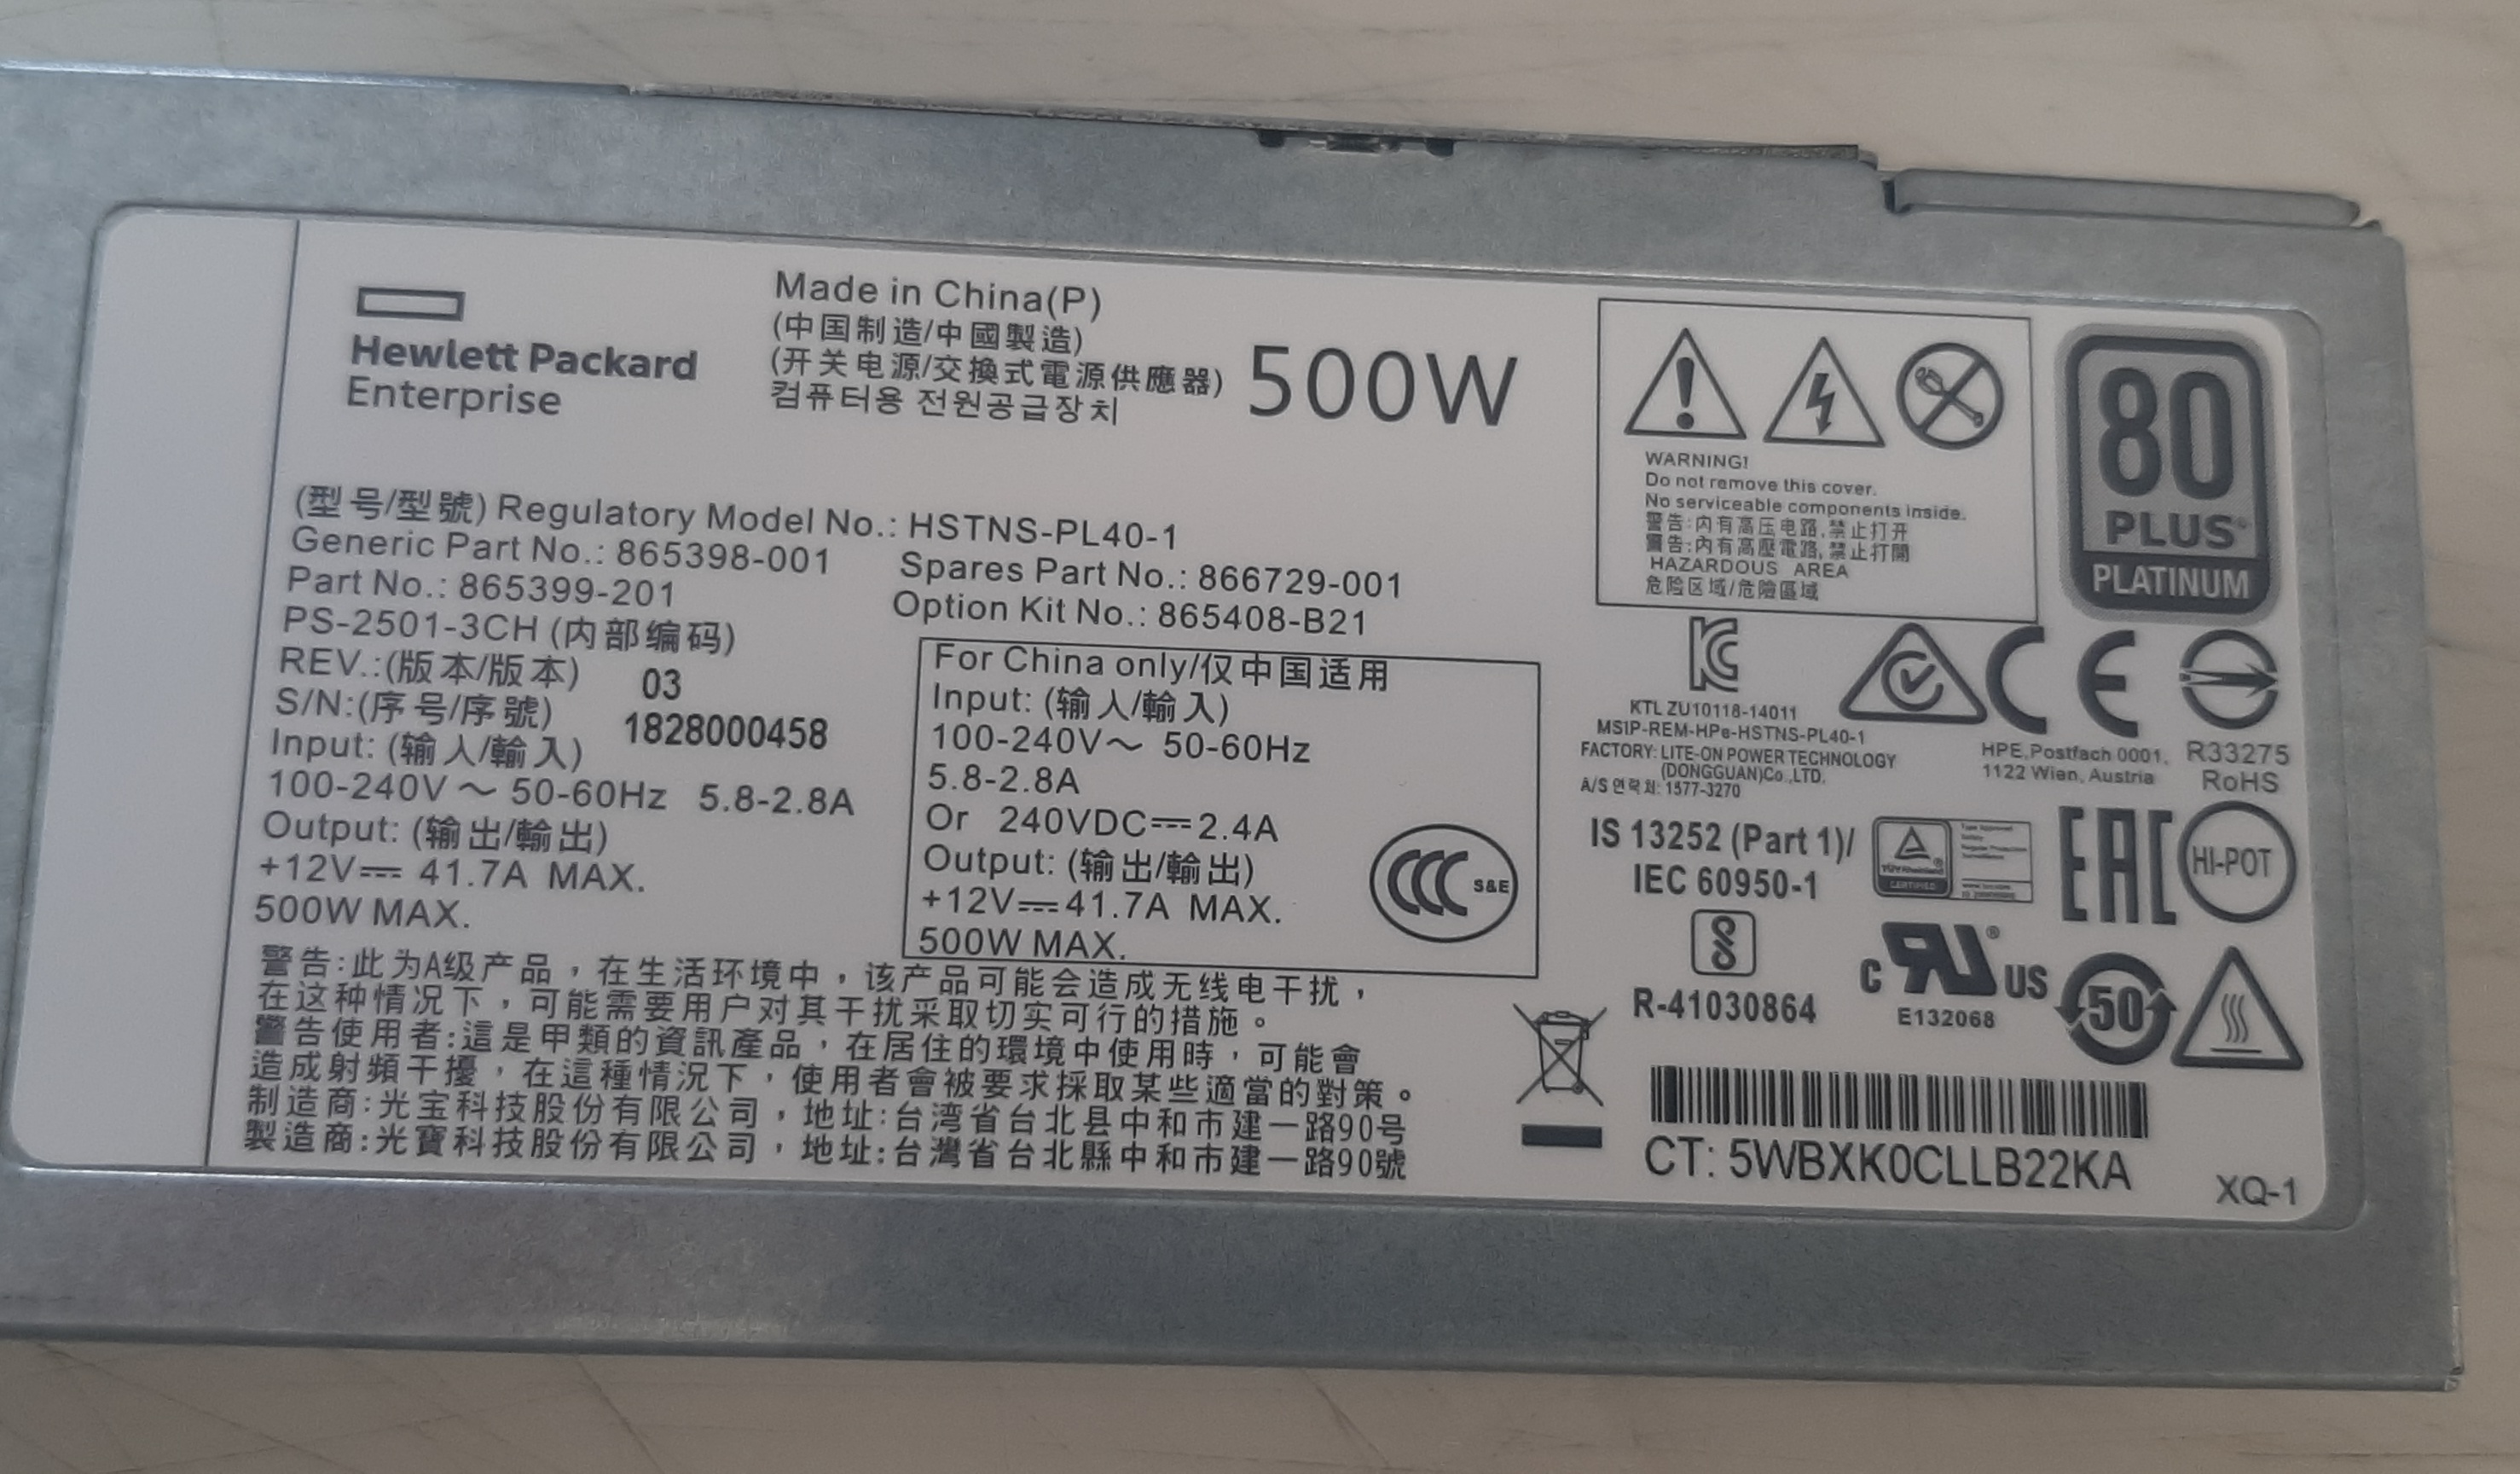 Hewlett Packard
Enterprise
Made in China(P)
(中国制造/中國製造)
(开关电源/交換式電源供應器)
컴퓨터용 전원공급장치
500W
(型号/型號) Regulatory Model No.: HSTNS-PL40-1
Generic Part No.: 865398-001
Spares Part No.: 866729-001
Part No.: 865399-201
Option Kit No.: 865408-B21
PS-2501-3CH (内部编码)
REV.:(版本/版本) 03
S/N:(序号/序號) 1828000458
Input: (输入/輸入)
100-240V～ 50-60Hz 5.8-2.8A
Output: (输出/輸出)
+12V⎓ 41.7A MAX.
500W MAX.
For China only/仅中国适用
Input: (输入/輸入)
100-240V～ 50-60Hz
5.8-2.8A
Or 240VDC⎓2.4A
Output: (输出/輸出)
+12V⎓41.7A MAX.
500W MAX.
CCC S&E
警告:此为A级产品，在生活环境中，该产品可能会造成无线电干扰，
在这种情况下，可能需要用户对其干扰采取切实可行的措施。
警告使用者:這是甲類的資訊產品，在居住的環境中使用時，可能會
造成射頻干擾，在這種情況下，使用者會被要求採取某些適當的對策。
制造商:光宝科技股份有限公司，地址:台湾省台北县中和市建一路90号
製造商:光寶科技股份有限公司，地址:台灣省台北縣中和市建一路90號
WARNING!
Do not remove this cover.
No serviceable components inside.
警告:内有高压电路,禁止打开
警告:內有高壓電路,禁止打開
HAZARDOUS AREA
危险区域/危險區域
80
PLUS®
PLATINUM
KC
KTL ZU10118-14011
MSIP-REM-HPe-HSTNS-PL40-1
FACTORY: LITE-ON POWER TECHNOLOGY
(DONGGUAN)Co.,LTD.
A/S 연락처: 1577-3270
CE
HPE,Postfach 0001,
1122 Wien, Austria
R33275
RoHS
IS 13252 (Part 1)/
IEC 60950-1
R-41030864
TÜVRheinland®
CERTIFIED
EAC
HI-POT
c RU® US
E132068
50
CT: 5WBXK0CLLB22KA
XQ-1